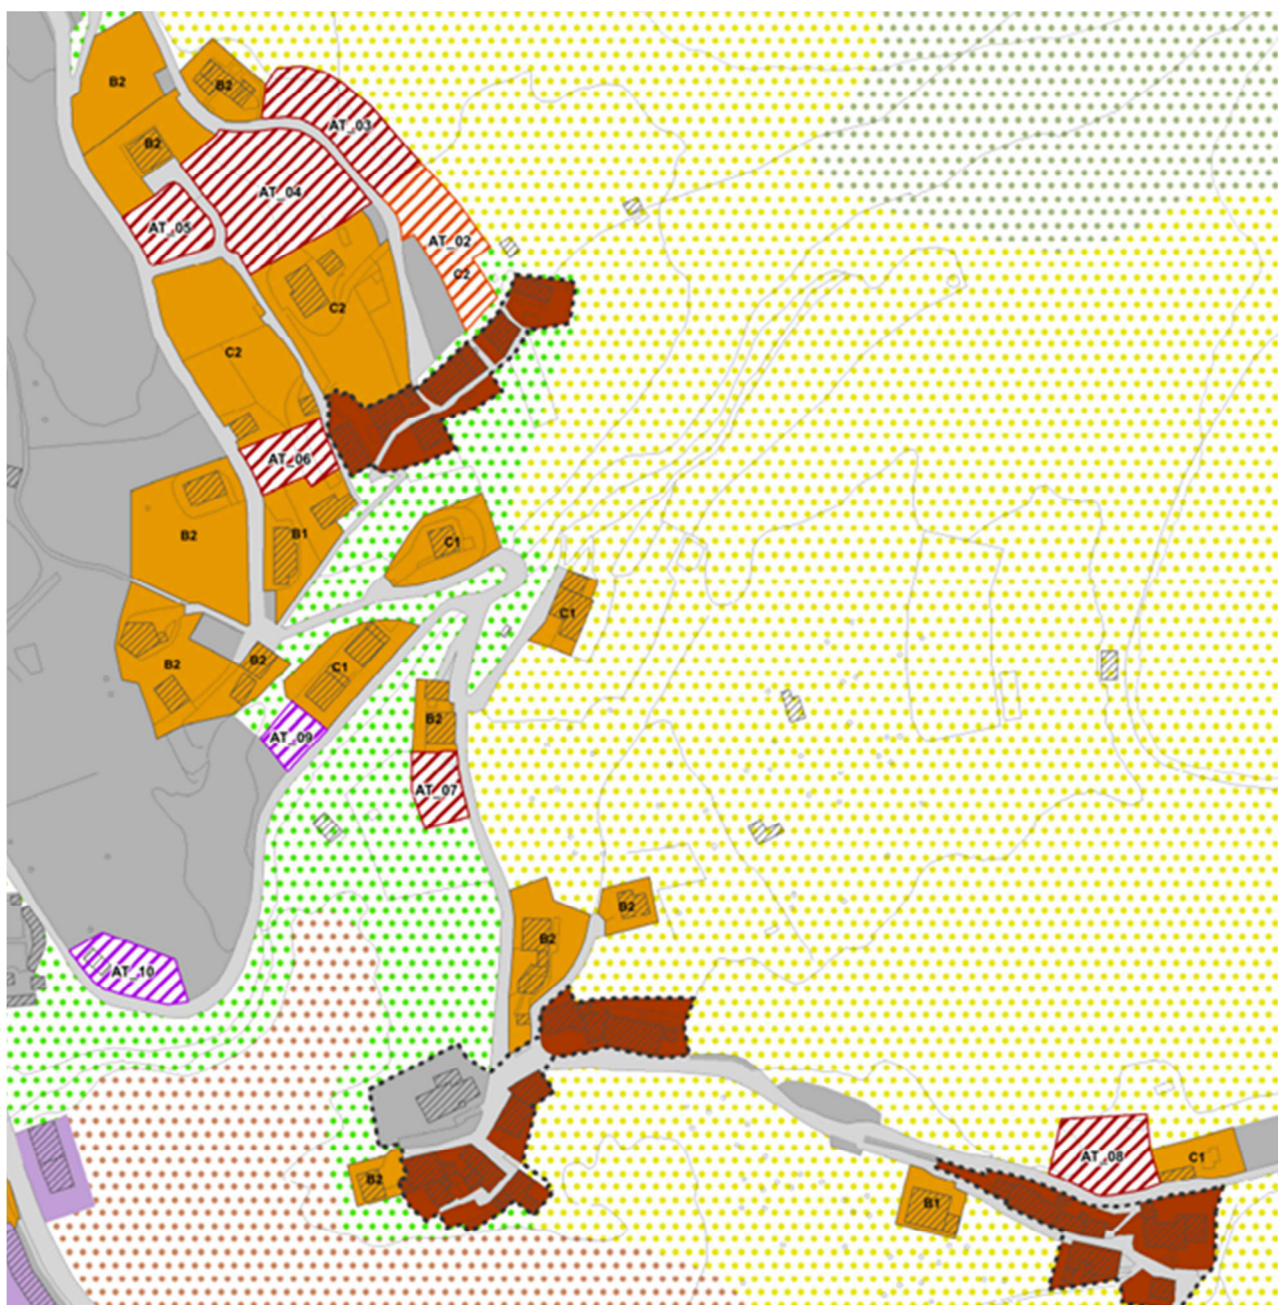 B2
B2
AT_03
B2
AT_04
AT_05
AT_02
C2
C2
C2
AT_06
B2
B1
C1
C1
B2
B2
C1
B2
AT_09
AT_07
B2
B2
AT_10
AT_08
C1
B2
B1